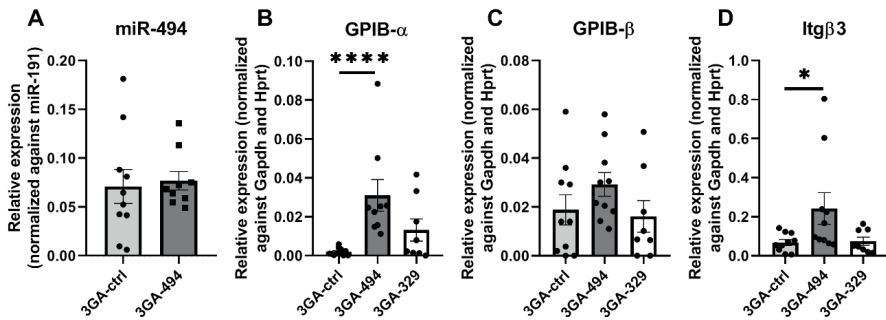 A
miR-494
Relative expression
(normalized against miR-191)
0.20
0.15
0.10
0.05
0.00
3GA-ctrl
3GA-494
B
GPIB-α
Relative expression (normalized
against Gapdh and Hprt)
0.10
0.08
0.06
0.04
0.02
0.00
****
3GA-ctrl
3GA-494
3GA-329
C
GPIB-β
Relative expression (normalized
against Gapdh and Hprt)
0.08
0.06
0.04
0.02
0.00
3GA-ctrl
3GA-494
3GA-329
D
Itgβ3
Relative expression (normalized
against Gapdh and Hprt)
1.0
0.8
0.6
0.4
0.2
0.0
*
3GA-ctrl
3GA-494
3GA-329